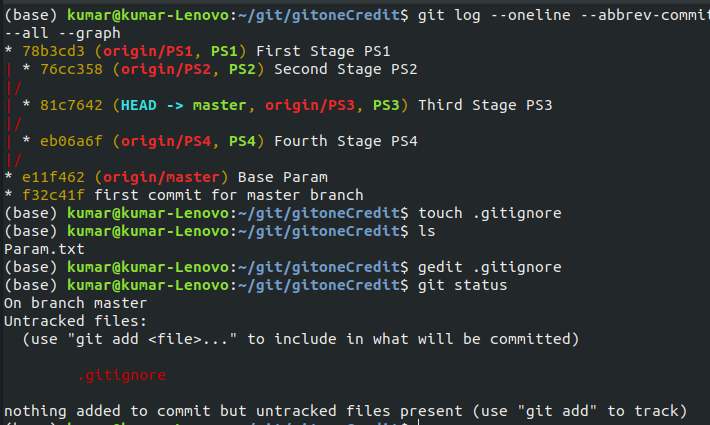 (base) kumar@kumar-Lenovo:~/git/gitoneCredit$ git log --oneline --abbrev-commit
--all --graph
* 78b3cd3 (origin/PS1, PS1) First Stage PS1
| * 76cc358 (origin/PS2, PS2) Second Stage PS2
|/
| * 81c7642 (HEAD -> master, origin/PS3, PS3) Third Stage PS3
|/
| * eb06a6f (origin/PS4, PS4) Fourth Stage PS4
|/
* e11f462 (origin/master) Base Param
* f32c41f first commit for master branch
(base) kumar@kumar-Lenovo:~/git/gitoneCredit$ touch .gitignore
(base) kumar@kumar-Lenovo:~/git/gitoneCredit$ ls
Param.txt
(base) kumar@kumar-Lenovo:~/git/gitoneCredit$ gedit .gitignore
(base) kumar@kumar-Lenovo:~/git/gitoneCredit$ git status
On branch master
Untracked files:
  (use "git add <file>..." to include in what will be committed)
        .gitignore
nothing added to commit but untracked files present (use "git add" to track)
(base) kumar@kumar-Lenovo:~/git/gitoneCredit$